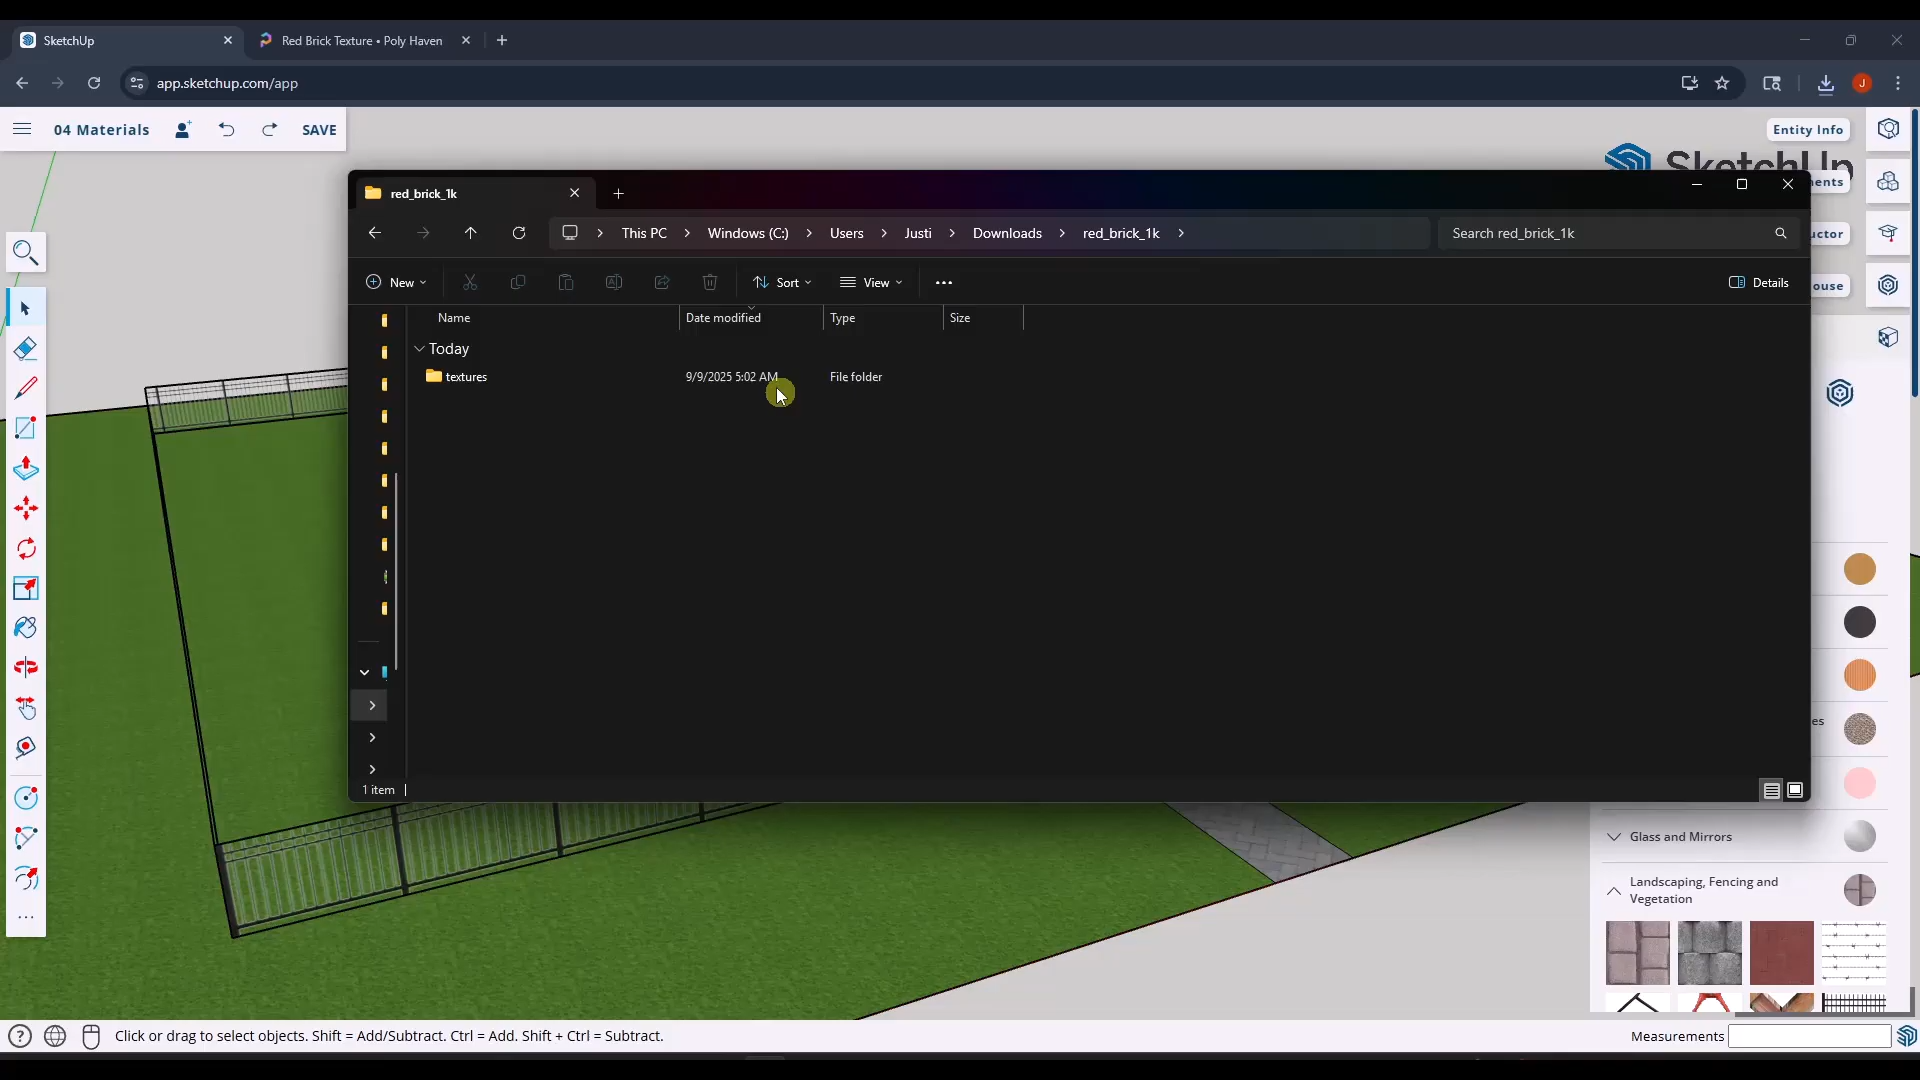 SketchUp
Red Brick Texture • Poly Haven
app.sketchup.com/app
04 Materials
SAVE
Entity Info
SketchUp
red_brick_1k
This PC
Windows (C:)
Users
Justi
Downloads
red_brick_1k
Search red_brick_1k
New
Sort
View
Details
Name
Date modified
Type
Size
Today
textures
9/9/2025 5:02 AM
File folder
1 item
Glass and Mirrors
Landscaping, Fencing and
Vegetation
Click or drag to select objects. Shift = Add/Subtract. Ctrl = Add. Shift + Ctrl = Subtract.
Measurements